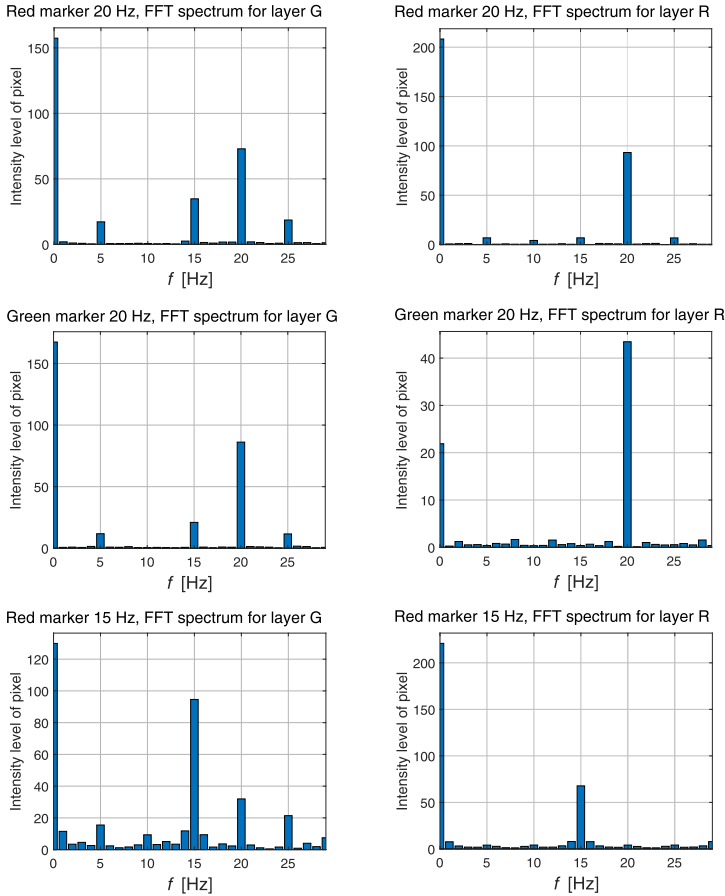 Red marker 20 Hz, FFT spectrum for layer G
Intensity level of pixel
150
100
50
0
0 5 10 15 20 25
f [Hz]
Red marker 20 Hz, FFT spectrum for layer R
Intensity level of pixel
200
150
100
50
0
0 5 10 15 20 25
f [Hz]
Green marker 20 Hz, FFT spectrum for layer G
Intensity level of pixel
150
100
50
0
0 5 10 15 20 25
f [Hz]
Green marker 20 Hz, FFT spectrum for layer R
Intensity level of pixel
40
30
20
10
0
0 5 10 15 20 25
f [Hz]
Red marker 15 Hz, FFT spectrum for layer G
Intensity level of pixel
120
100
80
60
40
20
0
0 5 10 15 20 25
f [Hz]
Red marker 15 Hz, FFT spectrum for layer R
Intensity level of pixel
200
150
100
50
0
0 5 10 15 20 25
f [Hz]